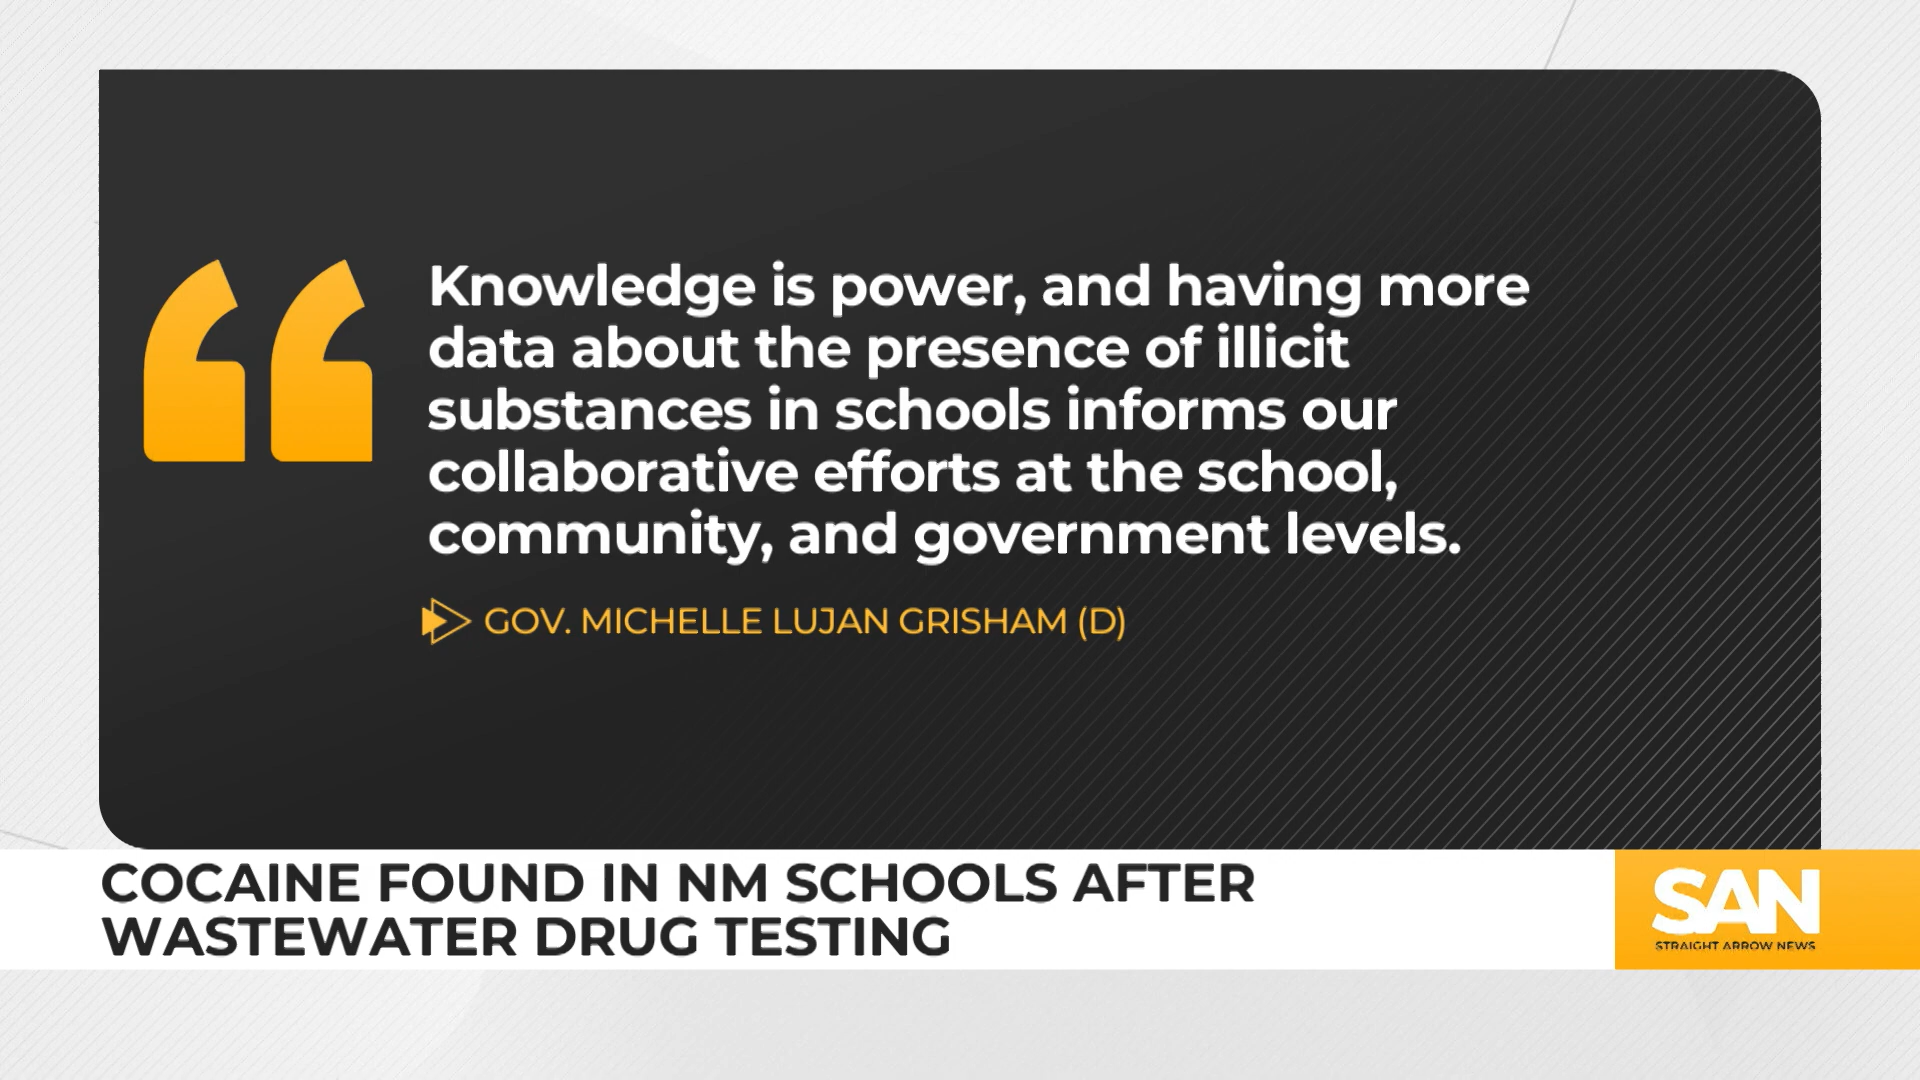 Knowledge is power, and having more
data about the presence of illicit
substances in schools informs our
collaborative efforts at the school,
community, and government levels.
GOV. MICHELLE LUJAN GRISHAM (D)
COCAINE FOUND IN NM SCHOOLS AFTER
WASTEWATER DRUG TESTING
SAN
STRAIGHT ARROW NEWS